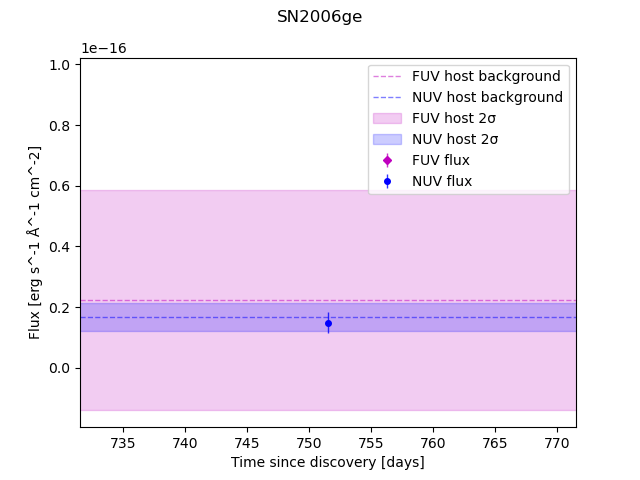 SN2006ge
1e−16
1.0
0.8
0.6
0.4
0.2
0.0
Flux [erg s^-1 Å^-1 cm^-2]
FUV host background
NUV host background
FUV host 2σ
NUV host 2σ
FUV flux
NUV flux
735 740 745 750 755 760 765 770
Time since discovery [days]